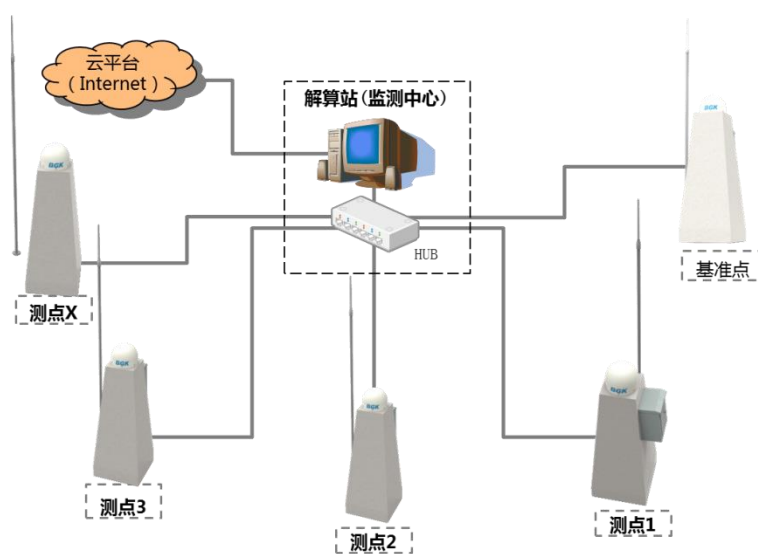 云平台
（Internet）
解算站(监测中心)
HUB
基准点
测点X
测点3
测点2
测点1